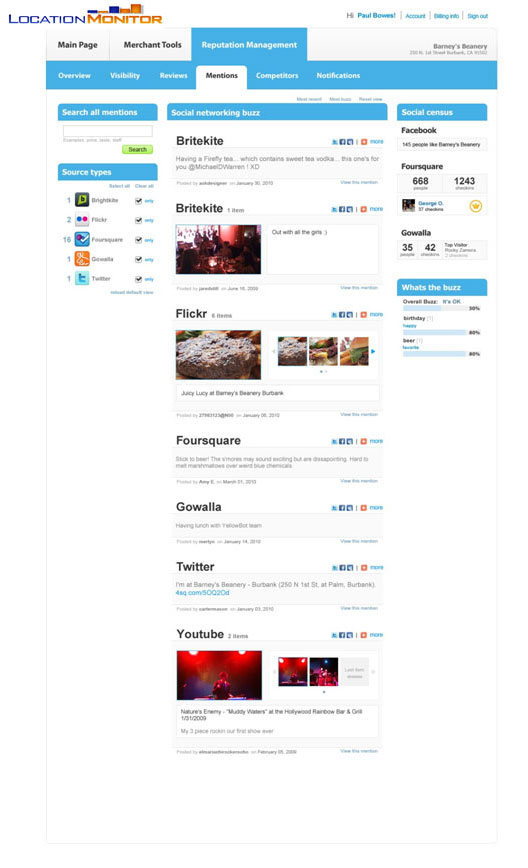 LOCATIONMONITOR
Hi Paul Bowes! | Account | Billing info | Sign out
Main Page
Merchant Tools
Reputation Management
Barney's Beanery
250 N. 1st Street Burbank, CA 91502
Overview
Visibility
Reviews
Mentions
Competitors
Notifications
Most recent Most buzz Reset view
Search all mentions
Examples: price, taste, staff
Search
Source types
Select all Clear all
1 Brightkite only
2 Flickr only
16 Foursquare only
1 Gowalla only
1 Twitter only
reload default view
Social networking buzz
Britekite
more
Having a Firefly tea... which contains sweet tea vodka... this one's for
you @MichaelDWarren ! XD
Posted by askdesigner on January 30, 2010
View this mention
Britekite 1 item
more
Out with all the girls :)
Posted by on June 16, 2009
View this mention
Flickr 6 items
more
Juicy Lucy at Barney's Beanery Burbank
Posted by 27983123@N00 on January 08, 2010
View this mention
Foursquare
more
Stick to beer! The s'mores may sound exciting but are dissapointing. Hard to
melt marshmallows over weird blue chemicals
Posted by Amy E. on March 01, 2010
View this mention
Gowalla
more
Having lunch with YellowBot team
Posted by on January 14, 2010
View this mention
Twitter
more
I'm at Barney's Beanery - Burbank (250 N 1st St, at Palm, Burbank).
4sq.com/5OQ2Od
Posted by on January 03, 2010
View this mention
Youtube 2 items
more
Last item,
Nature's Enemy - "Muddy Waters" at the Hollywood Rainbow Bar & Grill
1/31/2009
My 3 piece rockin our first show ever
Posted by on February 05, 2009
View this mention
Social census
Facebook
145 people like Barney's Beanery
Foursquare
668 people
1243 checkins
George O.
37 checkins
Gowalla
35 people
42 checkins
Top Visitor
Rocky Zamora
2 checkins
Whats the buzz
Overall Buzz: It's OK
50%
birthday [1]
happy
80%
beer [1]
favorite
80%